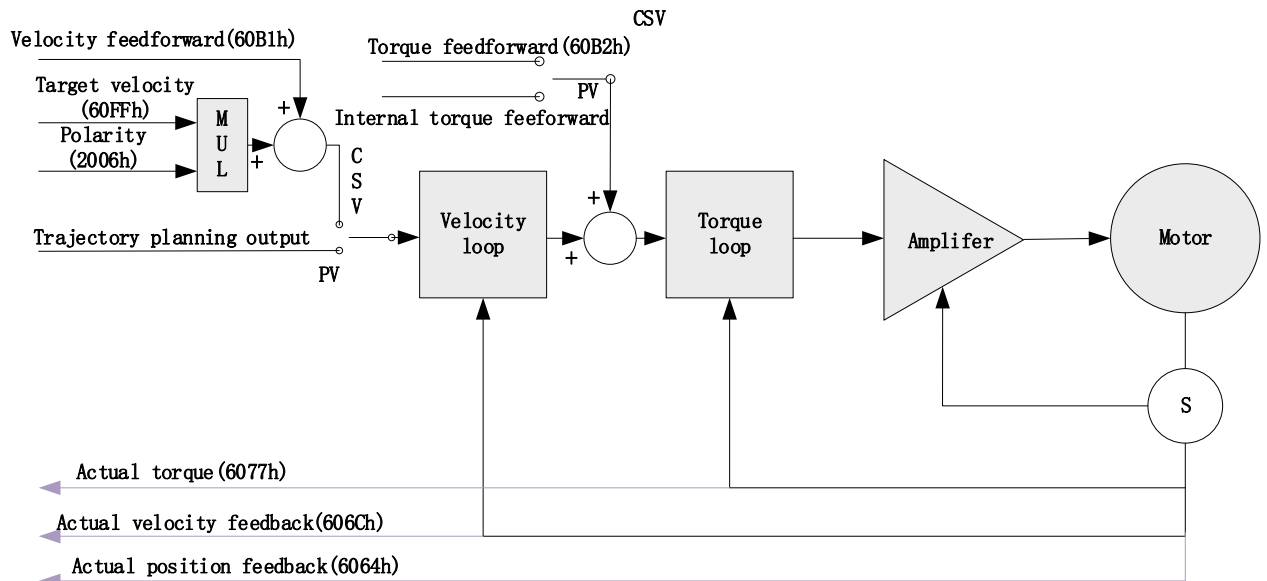 CSV
Velocity feedforward(60B1h)
Torque feedforward(60B2h)
Target velocity
(60FFh)
PV
+
M
U
L
Internal torque feeforward
Polarity
(2006h)
+
C
S
V
+
Velocity
loop
Torque
loop
Amplifer
Motor
Trajectory planning output
+
PV
S
Actual torque(6077h)
Actual velocity feedback(606Ch)
Actual position feedback(6064h)